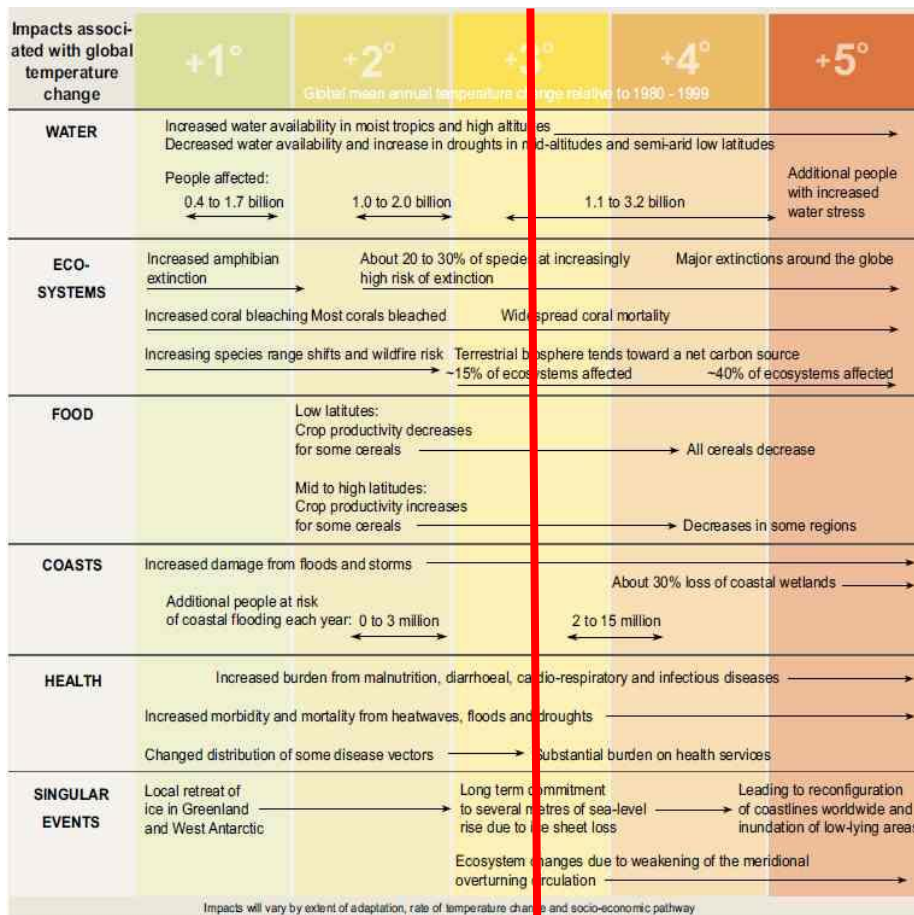 Impacts associ-
ated with global
temperature
change
+1°
+2°
+3°
+4°
+5°
Global mean annual temperature change relative to 1980 - 1999
WATER
Increased water availability in moist tropics and high altitudes
Decreased water availability and increase in droughts in mid-altitudes and semi-arid low latitudes
People affected:
0.4 to 1.7 billion
1.0 to 2.0 billion
1.1 to 3.2 billion
Additional people
with increased
water stress
ECO-
SYSTEMS
Increased amphibian
extinction
About 20 to 30% of species at increasingly
high risk of extinction
Major extinctions around the globe
Increased coral bleaching
Most corals bleached
Widespread coral mortality
Increasing species range shifts and wildfire risk
Terrestrial biosphere tends toward a net carbon source
~15% of ecosystems affected
~40% of ecosystems affected
FOOD
Low latitutes:
Crop productivity decreases
for some cereals
All cereals decrease
Mid to high latitudes:
Crop productivity increases
for some cereals
Decreases in some regions
COASTS
Increased damage from floods and storms
About 30% loss of coastal wetlands
Additional people at risk
of coastal flooding each year:
0 to 3 million
2 to 15 million
HEALTH
Increased burden from malnutrition, diarrhoeal, cardio-respiratory and infectious diseases
Increased morbidity and mortality from heatwaves, floods and droughts
Changed distribution of some disease vectors
Substantial burden on health services
SINGULAR
EVENTS
Local retreat of
ice in Greenland
and West Antarctic
Long term commitment
to several metres of sea-level
rise due to ice sheet loss
Leading to reconfiguration
of coastlines worldwide and
inundation of low-lying areas
Ecosystem changes due to weakening of the meridional
overturning circulation
Impacts will vary by extent of adaptation, rate of temperature change and socio-economic pathway